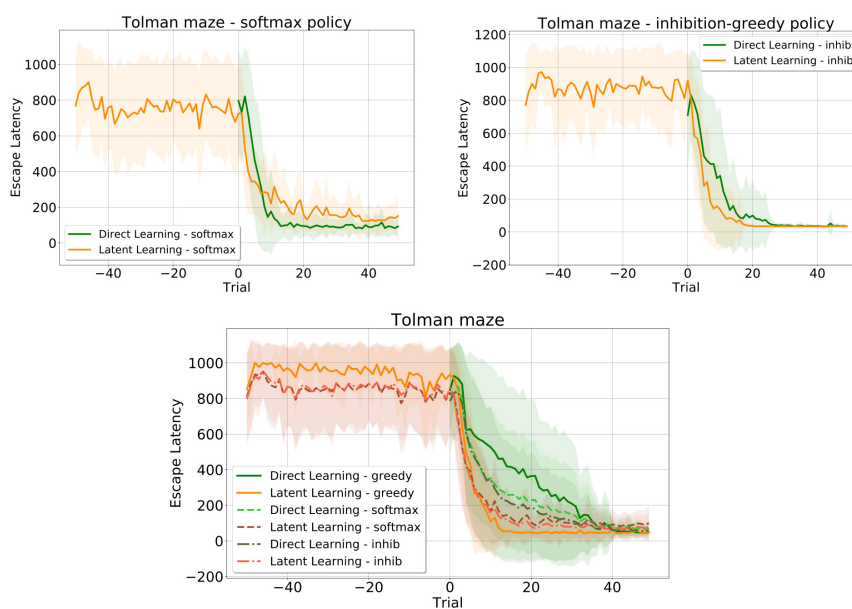 Tolman maze - softmax policy
1000
800
600
400
200
0
Escape Latency
Direct Learning - softmax
Latent Learning - softmax
−40 −20 0 20 40
Trial
Tolman maze - inhibition-greedy policy
1200
1000
800
600
400
200
0
−200
Escape Latency
Direct Learning - inhib
Latent Learning - inhib
−40 −20 0 20 40
Trial
Tolman maze
1000
800
600
400
200
0
−200
Escape Latency
Direct Learning - greedy
Latent Learning - greedy
Direct Learning - softmax
Latent Learning - softmax
Direct Learning - inhib
Latent Learning - inhib
−40 −20 0 20 40
Trial